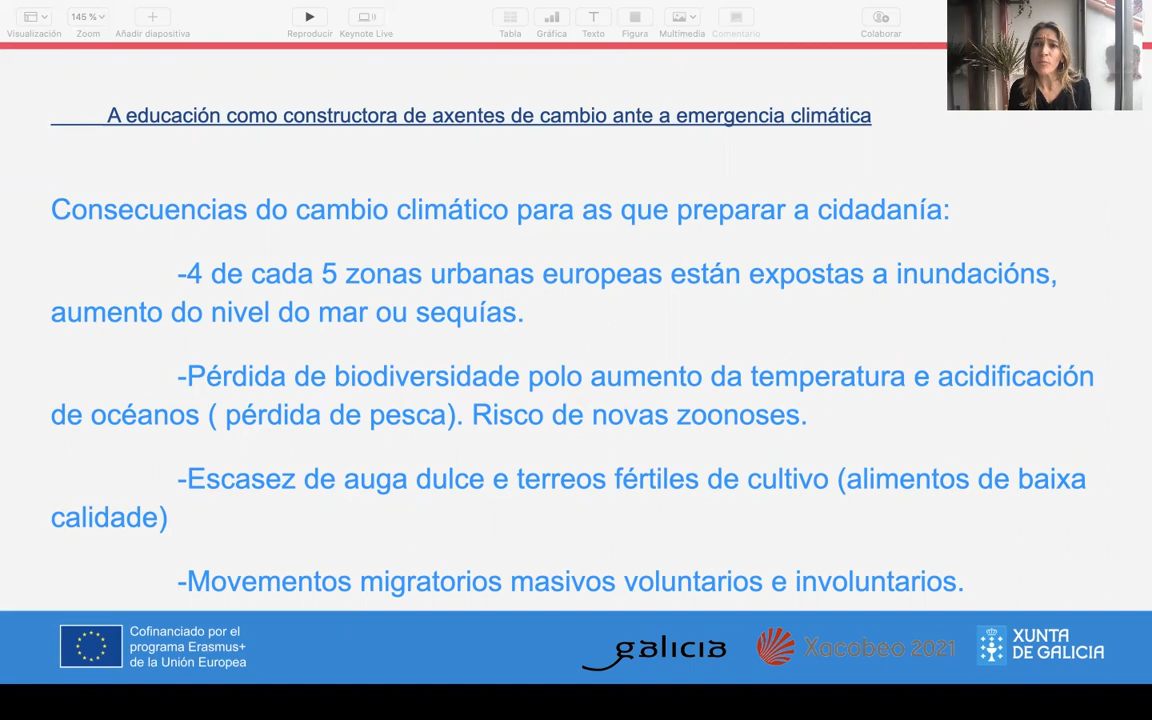 Visualización
145 %
Zoom
Añadir diapositiva
Reproducir
Keynote Live
Tabla
Gráfica
Texto
Figura
Multimedia
Comentario
Colaborar
A educación como constructora de axentes de cambio ante a emergencia climática
Consecuencias do cambio climático para as que preparar a cidadanía:
-4 de cada 5 zonas urbanas europeas están expostas a inundacións,
aumento do nivel do mar ou sequías.
-Pérdida de biodiversidade polo aumento da temperatura e acidificación
de océanos ( pérdida de pesca). Risco de novas zoonoses.
-Escasez de auga dulce e terreos fértiles de cultivo (alimentos de baixa
calidade)
-Movementos migratorios masivos voluntarios e involuntarios.
Cofinanciado por el
programa Erasmus+
de la Unión Europea
galicia
Xacobeo 2021
XUNTA
DE GALICIA